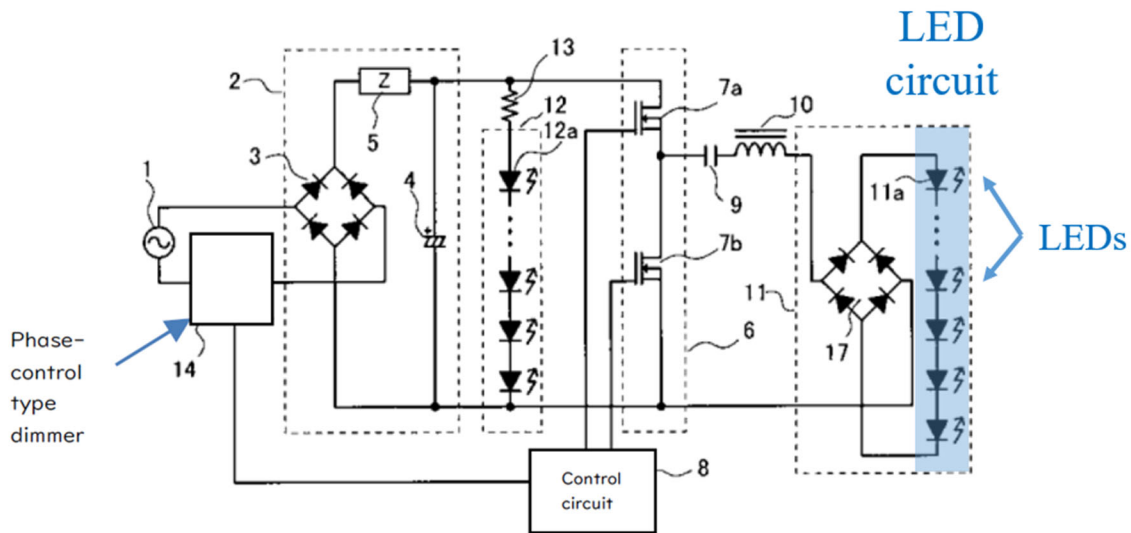 LED
circuit
13
2
Z
5
7a
10
12
12a
3
4
1
11a
9
LEDs
7b
11
6
17
Phase-
control
type
dimmer
14
+
Control
circuit
8